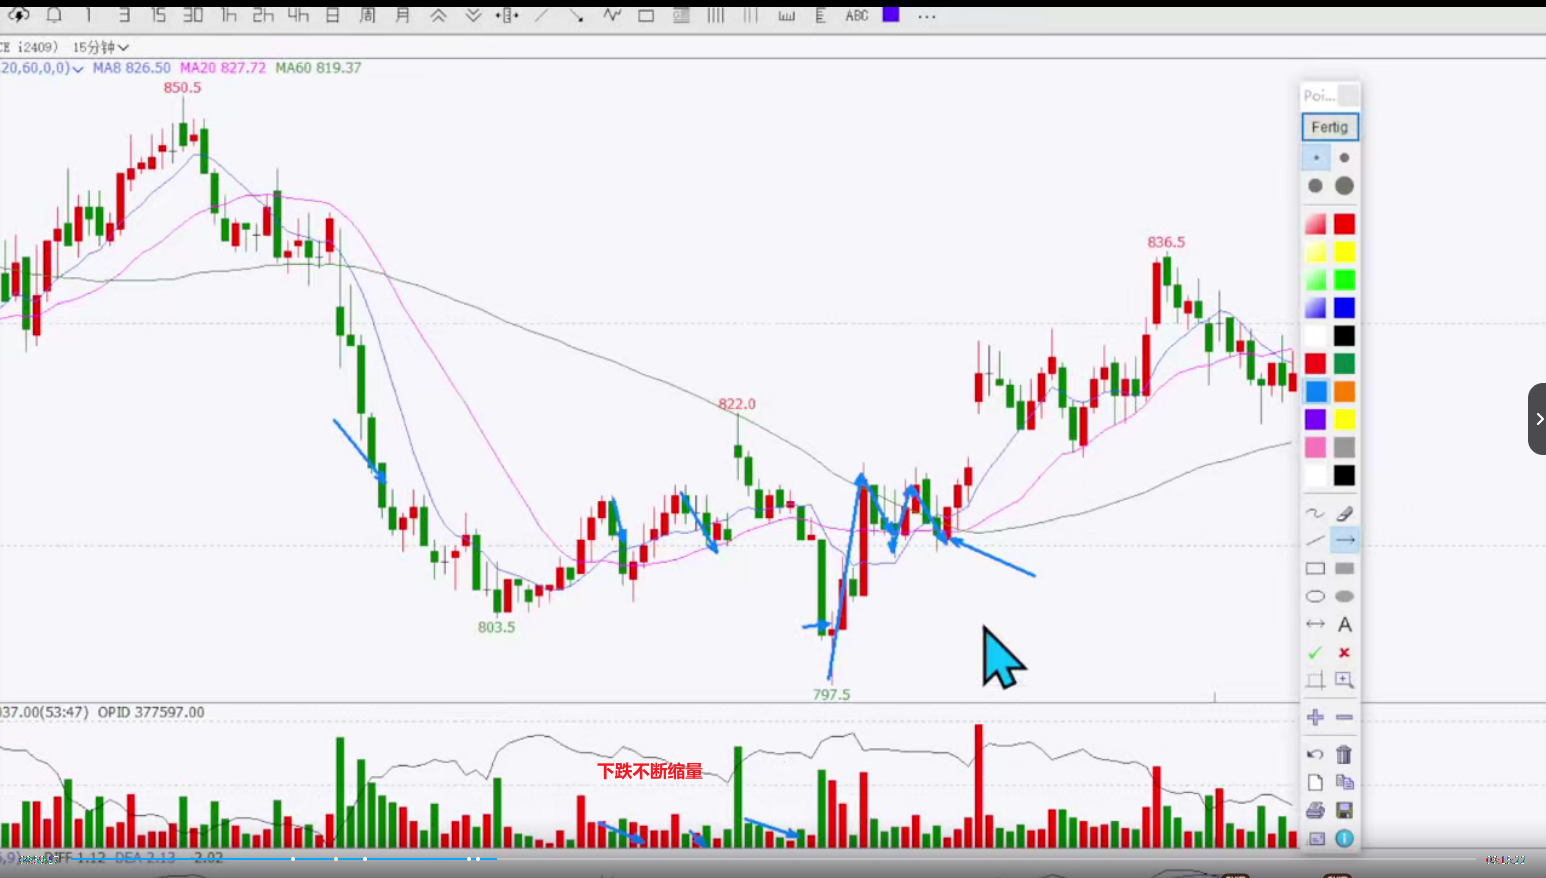 1 3 15 30 1h 2h 4h 日 周 月 ABC ...
CE i2409) 15分钟
20,60,0,0) MA8 826.50 MA20 827.72 MA60 819.37
850.5
Poi...
Fertig
836.5
822.0
803.5
797.5
A
037.00(53:47) OPID 377597.00
下跌不断缩量
6,9) DIFF 1.12 DEA 2.13 -2.02